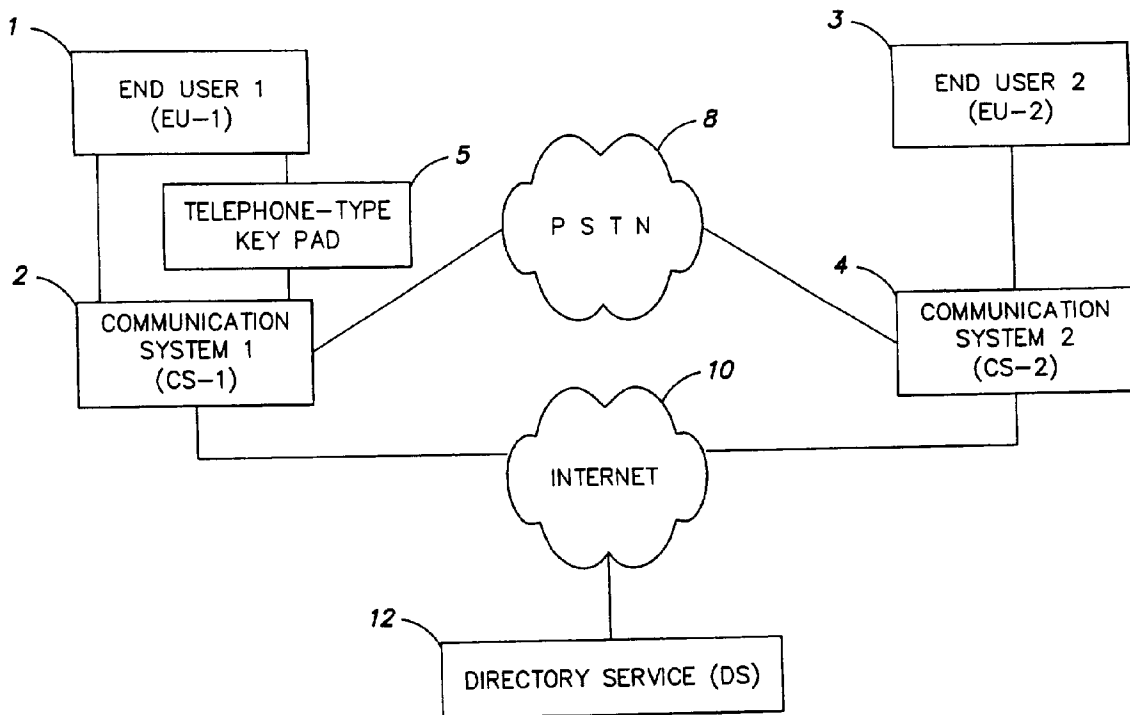 1
END USER 1
(EU-1)
3
END USER 2
(EU-2)
8
P S T N
5
TELEPHONE-TYPE
KEY PAD
2
COMMUNICATION
SYSTEM 1
(CS-1)
4
COMMUNICATION
SYSTEM 2
(CS-2)
10
INTERNET
12
DIRECTORY SERVICE (DS)